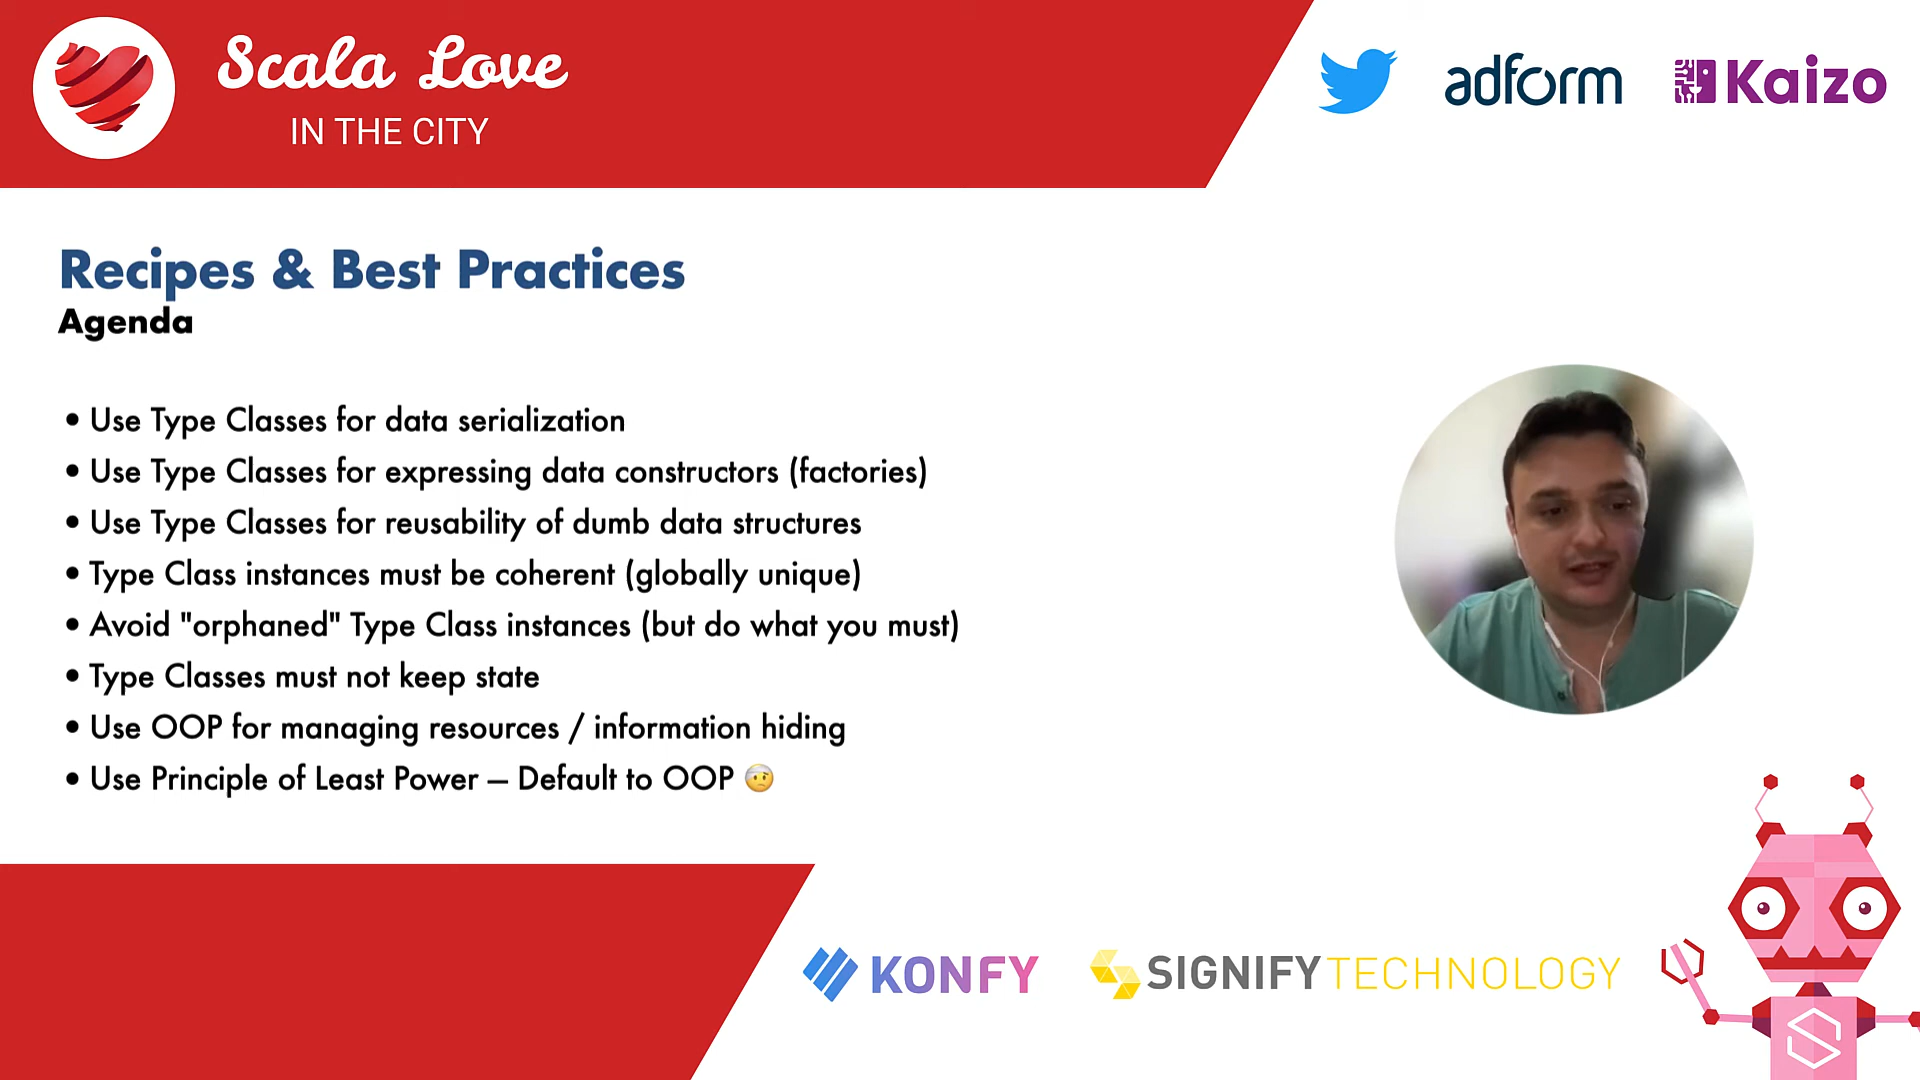 Scala Love
IN THE CITY
adform
Kaizo
Recipes & Best Practices
Agenda
• Use Type Classes for data serialization
• Use Type Classes for expressing data constructors (factories)
• Use Type Classes for reusability of dumb data structures
• Type Class instances must be coherent (globally unique)
• Avoid "orphaned" Type Class instances (but do what you must)
• Type Classes must not keep state
• Use OOP for managing resources / information hiding
• Use Principle of Least Power — Default to OOP 🤕
KONFY
SIGNIFYTECHNOLOGY